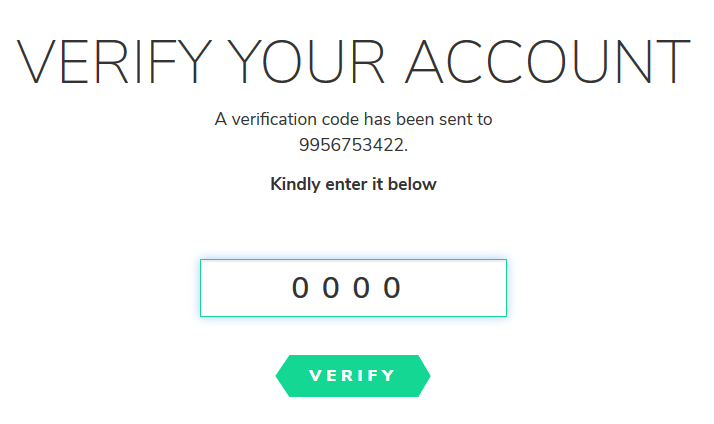 VERIFY YOUR ACCOUNT
A verification code has been sent to
9956753422.
Kindly enter it below
0 0 0 0
VERIFY